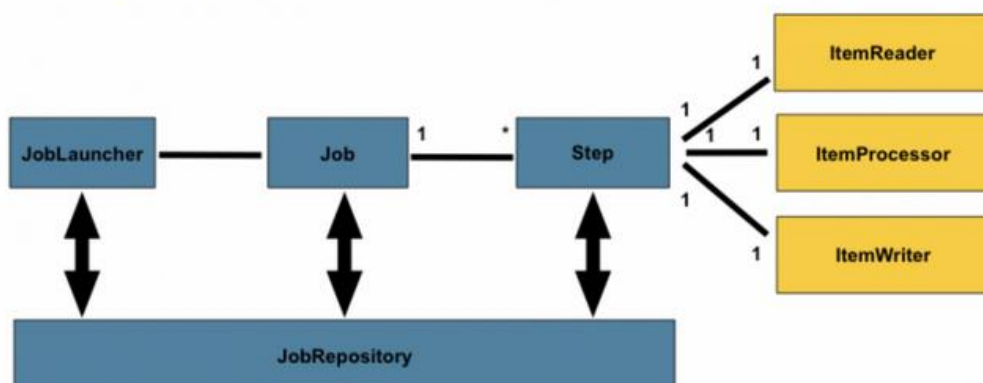 ItemReader
1
1
JobLauncher
Job
1
*
Step
1
1
ItemProcessor
1
1
ItemWriter
JobRepository